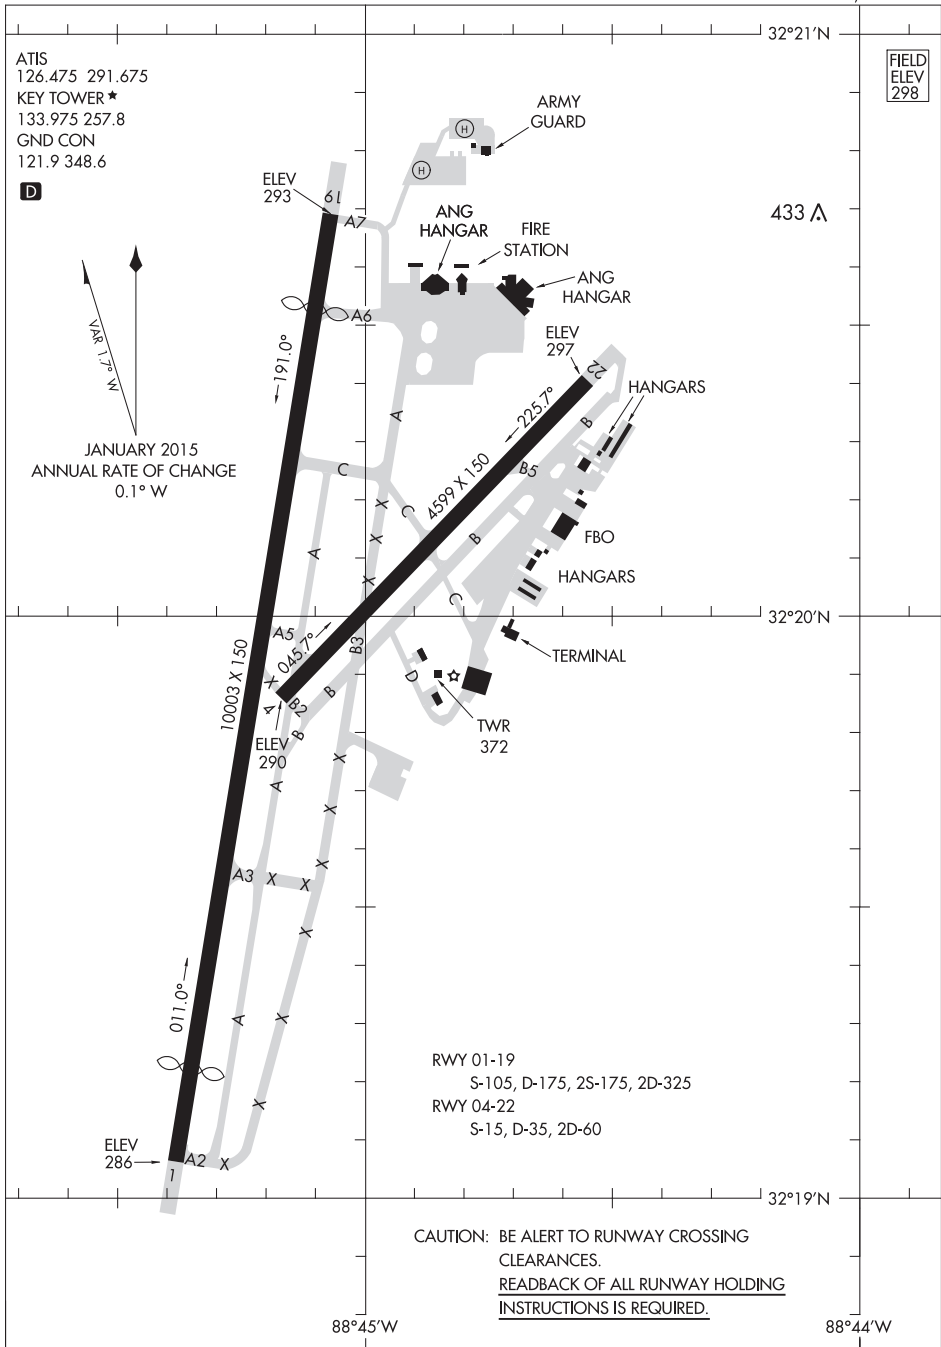 32°21'N
ATIS
126.475 291.675
KEY TOWER ★
133.975 257.8
GND CON
121.9 348.6
D
FIELD
ELEV
298
ARMY
GUARD
H
H
ELEV
293
19
A7
433
ANG
HANGAR
FIRE
STATION
ANG
HANGAR
A6
VAR 1.7° W
191.0°
ELEV
297
22
HANGARS
JANUARY 2015
ANNUAL RATE OF CHANGE
0.1° W
A
225.7°
B
4599 X 150
C
B5
X
C
A
X
B
FBO
X
HANGARS
C
32°20'N
A5
045.7°
B3
TERMINAL
10003 X 150
X
D
4
B2
B
B
TWR
372
ELEV
290
X
A
X
X
A3
X
X
X
011.0°
A
X
RWY 01-19
S-105, D-175, 2S-175, 2D-325
RWY 04-22
S-15, D-35, 2D-60
X
ELEV
286
A2
X
1
32°19'N
CAUTION: BE ALERT TO RUNWAY CROSSING
CLEARANCES.
READBACK OF ALL RUNWAY HOLDING
INSTRUCTIONS IS REQUIRED.
88°45'W
88°44'W